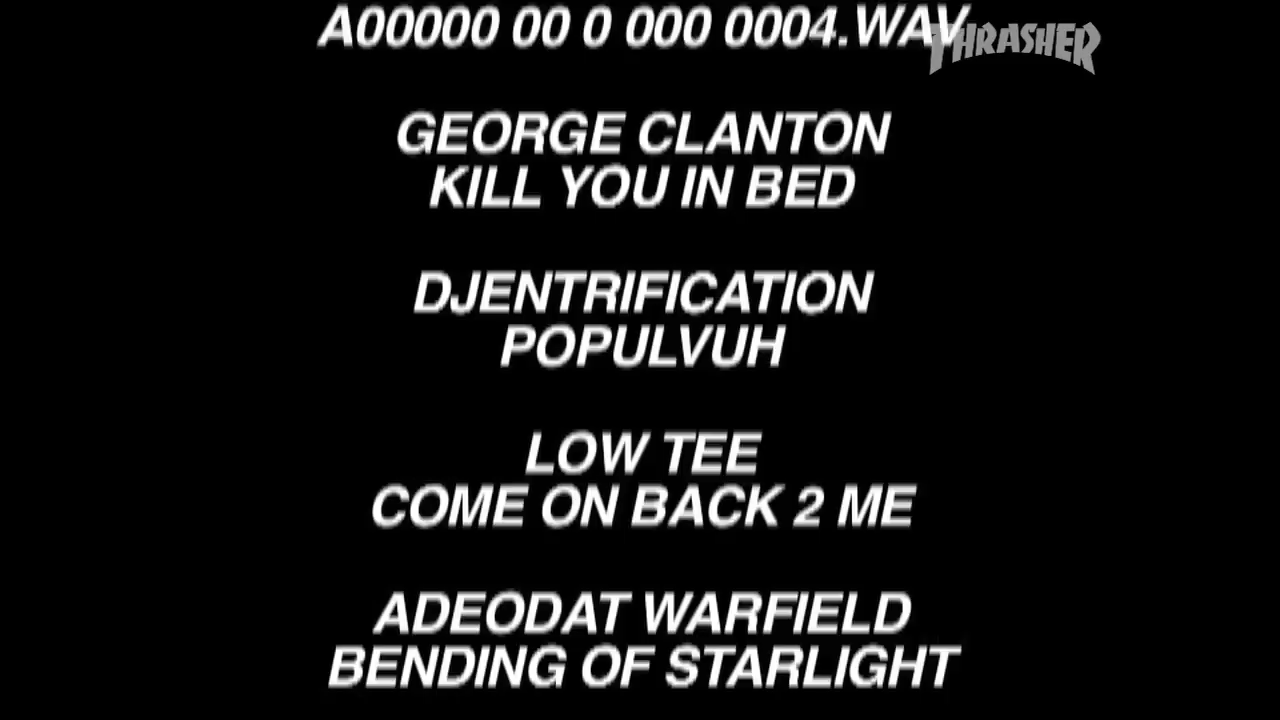 A00000 00 0 000 0004.WAV
THRASHER
GEORGE CLANTON
KILL YOU IN BED
DJENTRIFICATION
POPULVUH
LOW TEE
COME ON BACK 2 ME
ADEODAT WARFIELD
BENDING OF STARLIGHT